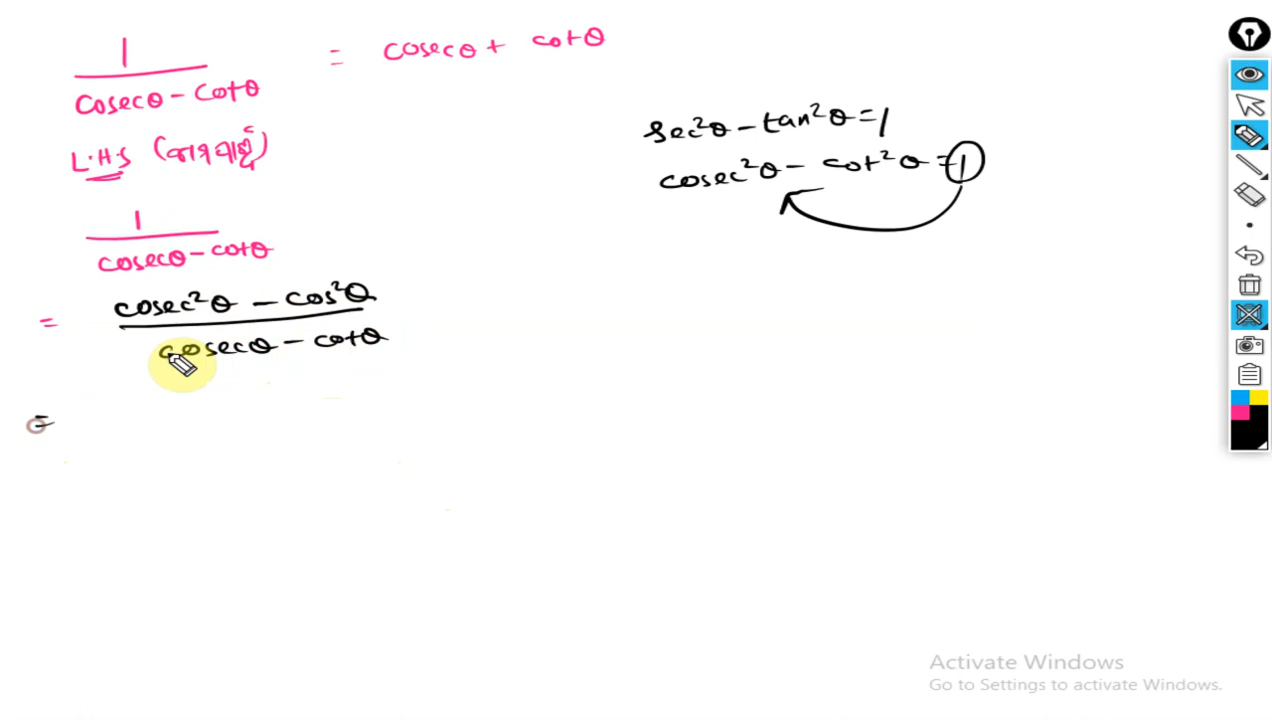 1 / cosecθ - cotθ = cosecθ + cotθ
L.H.S
1 / cosecθ - cotθ
= cosec²θ - cos²θ / cosecθ - cotθ
=
sec²θ - tan²θ = 1
cosec²θ - cot²θ = 1
Activate Windows
Go to Settings to activate Windows.